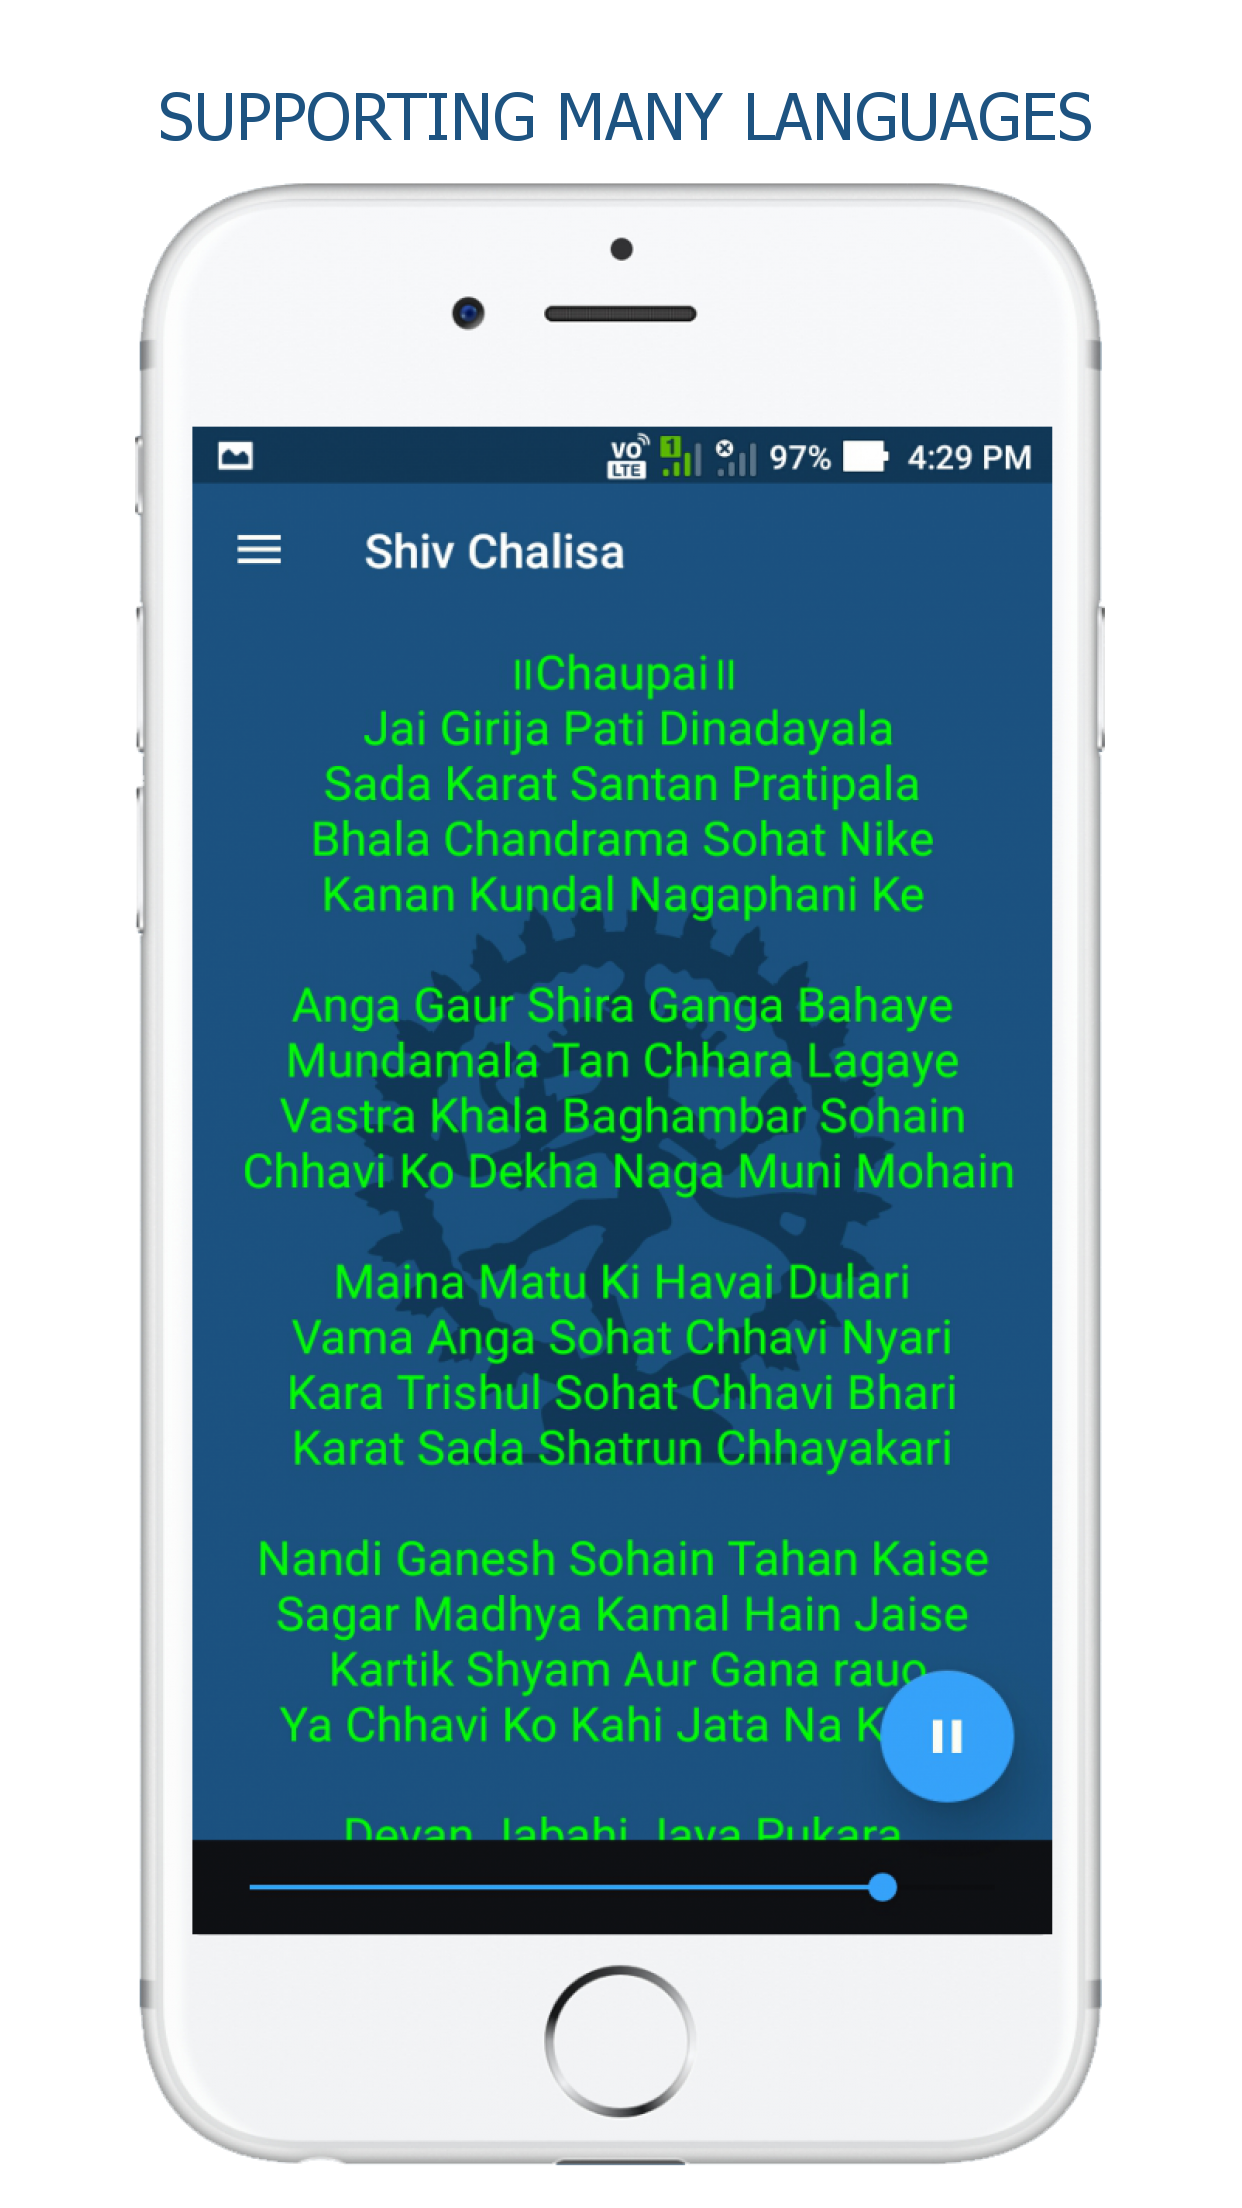 SUPPORTING MANY LANGUAGES
VO LTE 1 97% 4:29 PM
Shiv Chalisa
॥Chaupai॥
Jai Girija Pati Dinadayala
Sada Karat Santan Pratipala
Bhala Chandrama Sohat Nike
Kanan Kundal Nagaphani Ke
Anga Gaur Shira Ganga Bahaye
Mundamala Tan Chhara Lagaye
Vastra Khala Baghambar Sohain
Chhavi Ko Dekha Naga Muni Mohain
Maina Matu Ki Havai Dulari
Vama Anga Sohat Chhavi Nyari
Kara Trishul Sohat Chhavi Bhari
Karat Sada Shatrun Chhayakari
Nandi Ganesh Sohain Tahan Kaise
Sagar Madhya Kamal Hain Jaise
Kartik Shyam Aur Gana rauo
Ya Chhavi Ko Kahi Jata Na
Devan Jabahi Jaya Pukara